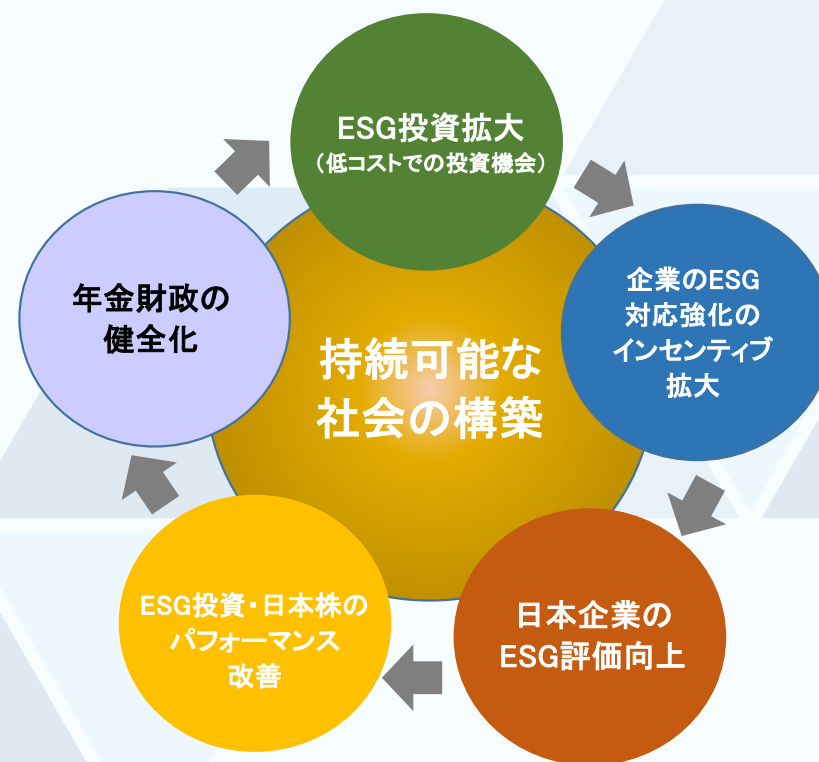 ESG投資拡大
（低コストでの投資機会）
企業のESG
対応強化の
インセンティブ
拡大
日本企業の
ESG評価向上
ESG投資・日本株の
パフォーマンス
改善
年金財政の
健全化
持続可能な
社会の構築